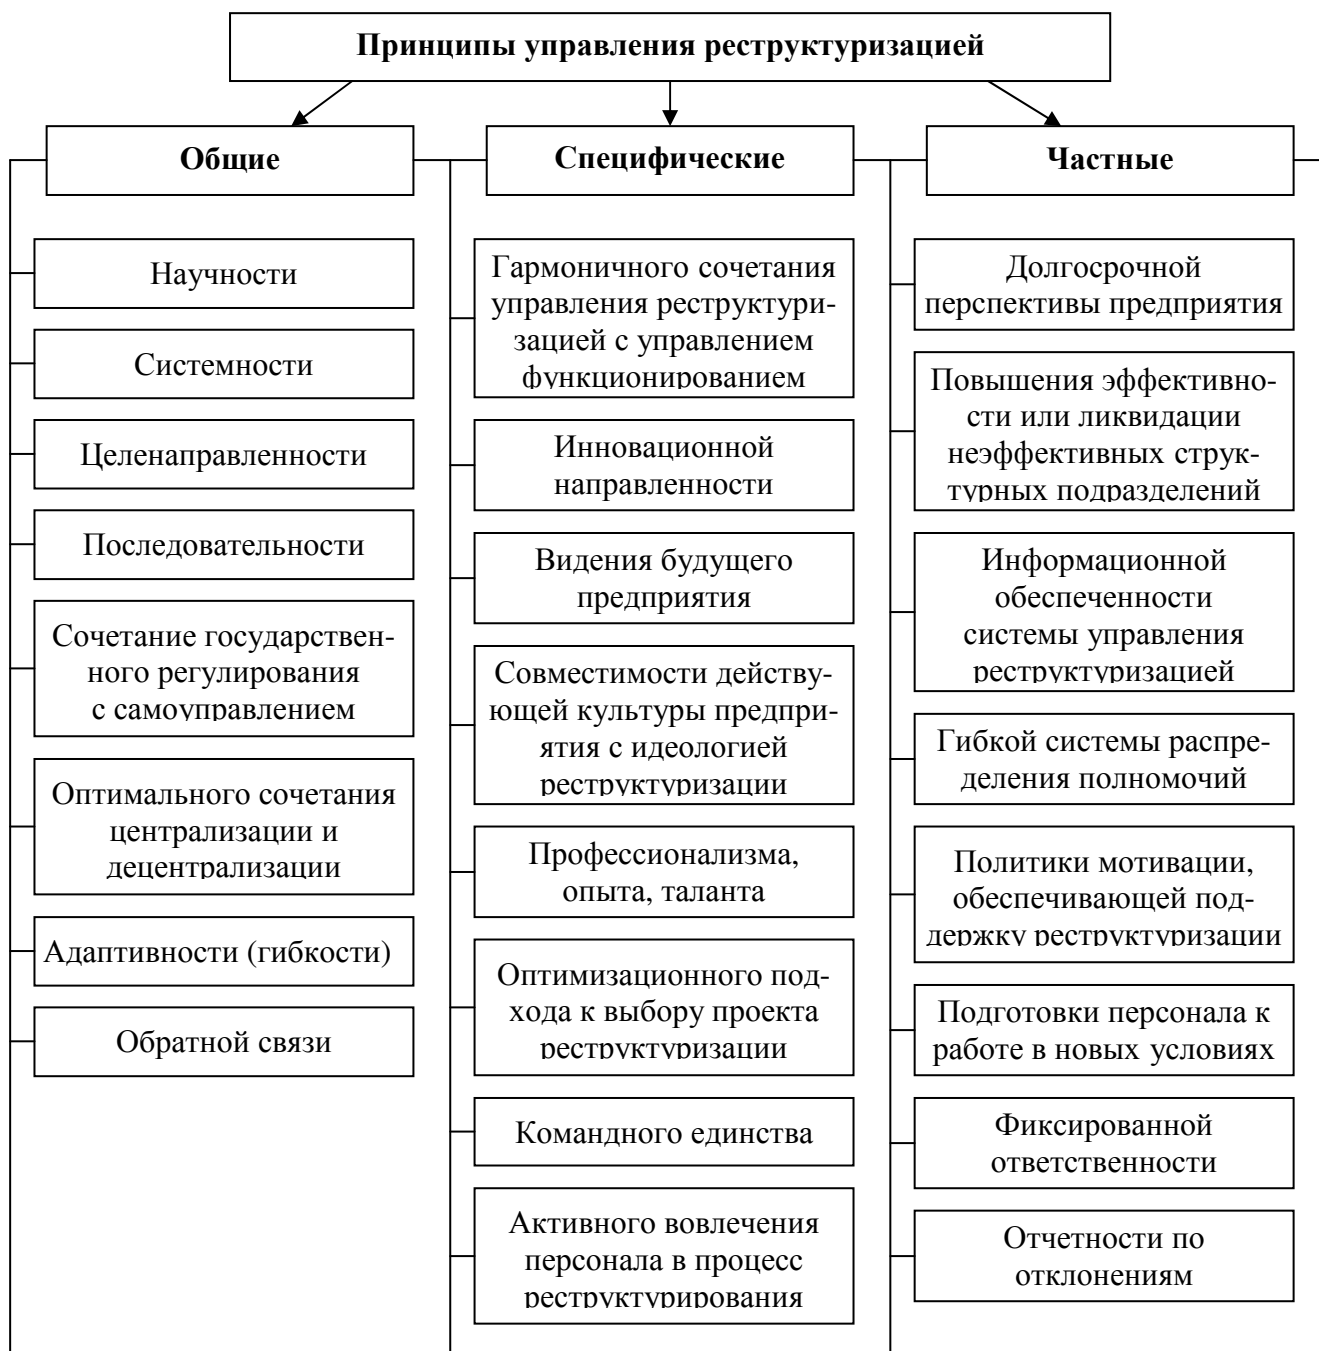 Принципы управления реструктуризацией
Общие
Специфические
Частные
Научности
Системности
Целенаправленности
Последовательности
Сочетание государствен-
ного регулирования
с самоуправлением
Оптимального сочетания
централизации и
децентрализации
Адаптивности (гибкости)
Обратной связи
Гармоничного сочетания
управления реструктури-
зацией с управлением
функционированием
Инновационной
направленности
Видения будущего
предприятия
Совместимости действу-
ющей культуры предпри-
ятия с идеологией
реструктуризации
Профессионализма,
опыта, таланта
Оптимизационного под-
хода к выбору проекта
реструктуризации
Командного единства
Активного вовлечения
персонала в процесс
реструктурирования
Долгосрочной
перспективы предприятия
Повышения эффективно-
сти или ликвидации
неэффективных струк-
турных подразделений
Информационной
обеспеченности
системы управления
реструктуризацией
Гибкой системы распре-
деления полномочий
Политики мотивации,
обеспечивающей под-
держку реструктуризации
Подготовки персонала к
работе в новых условиях
Фиксированной
ответственности
Отчетности по
отклонениям